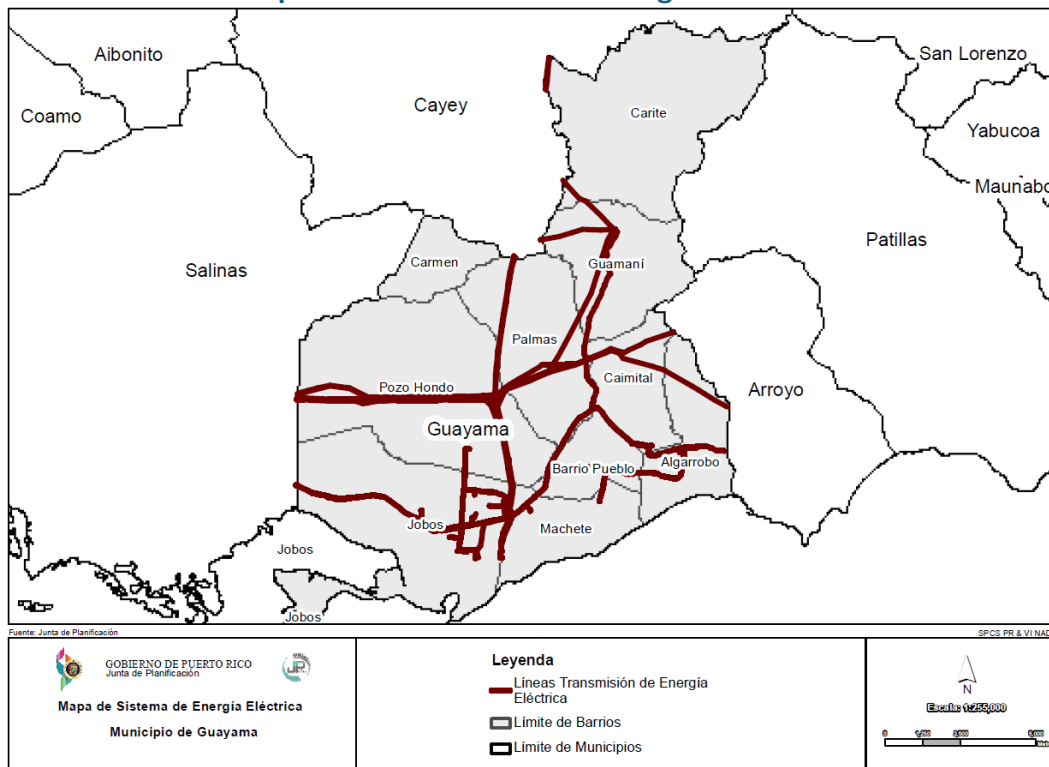 Aibonito
San Lorenzo
Coamo
Cayey
Carite
Yabucoa
Maunabo
Patillas
Salinas
Carmen
Guamaní
Palmas
Pozo Hondo
Caimital
Arroyo
Guayama
Barrio Pueblo
Algarrobo
Jobos
Machete
Jobos
Jobos
Fuente: Junta de Planificación
SPCS PR & VI NAD
GOBIERNO DE PUERTO RICO
Junta de Planificación
JP
Mapa de Sistema de Energía Eléctrica
Municipio de Guayama
Leyenda
Líneas Transmisión de Energía
Eléctrica
Límite de Barrios
Límite de Municipios
N
Escala: 1:255,000
0